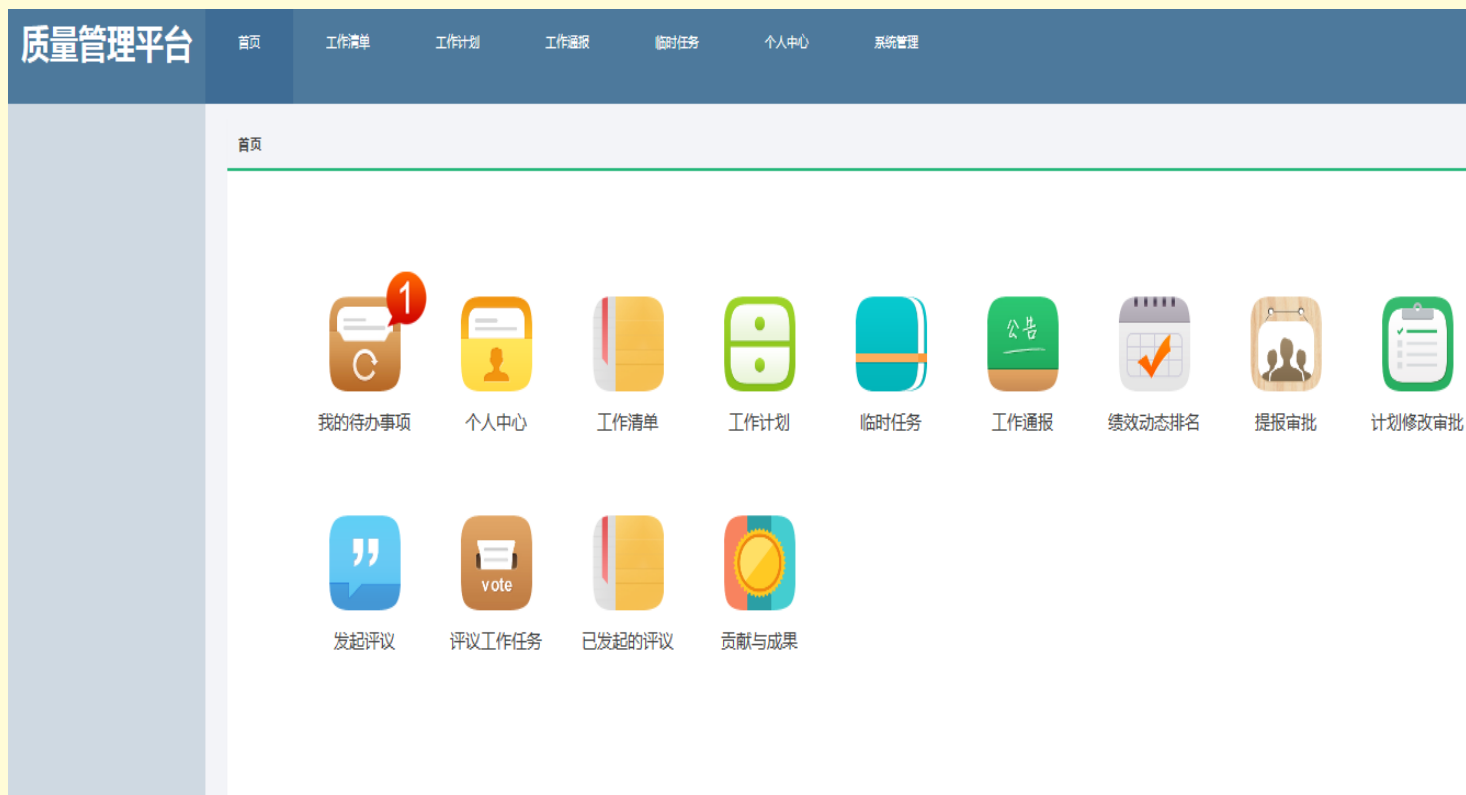 质量管理平台
首页 工作清单 工作计划 工作通报 临时任务 个人中心 系统管理
首页
1
公告
我的待办事项 个人中心 工作清单 工作计划 临时任务 工作通报 绩效动态排名 提报审批 计划修改审批
vote
发起评议 评议工作任务 已发起的评议 贡献与成果